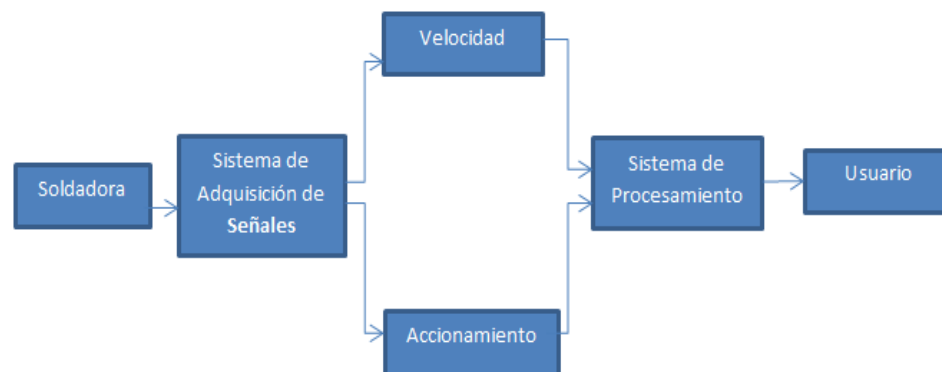 Velocidad
Soldadora
Sistema de
Adquisición de
Señales
Sistema de
Procesamiento
Usuario
Accionamiento